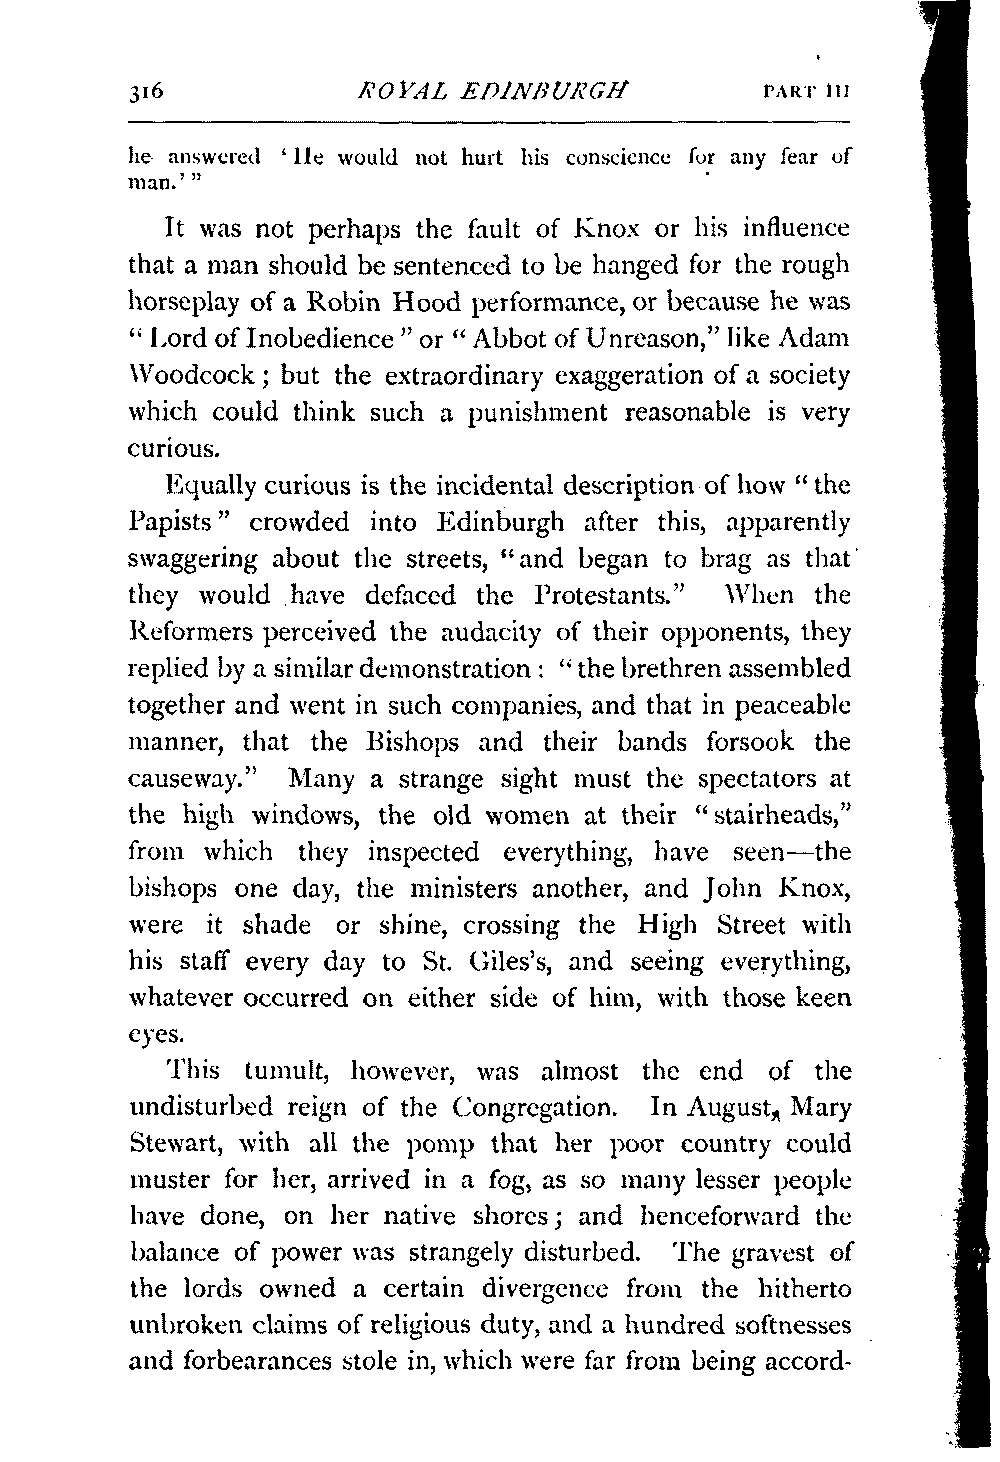 316 ROYAL EDINBURGH PART III
he answered ‘He would not hurt his conscience for any fear of
man.’”
It was not perhaps the fault of Knox or his influence
that a man should be sentenced to be hanged for the rough
horseplay of a Robin Hood performance, or because he was
“Lord of Inobedience” or “Abbot of Unreason,” like Adam
Woodcock; but the extraordinary exaggeration of a society
which could think such a punishment reasonable is very
curious.
Equally curious is the incidental description of how “the
Papists” crowded into Edinburgh after this, apparently
swaggering about the streets, “and began to brag as that
they would have defaced the Protestants.” When the
Reformers perceived the audacity of their opponents, they
replied by a similar demonstration: “the brethren assembled
together and went in such companies, and that in peaceable
manner, that the Bishops and their bands forsook the
causeway.” Many a strange sight must the spectators at
the high windows, the old women at their “stairheads,”
from which they inspected everything, have seen—the
bishops one day, the ministers another, and John Knox,
were it shade or shine, crossing the High Street with
his staff every day to St. Giles’s, and seeing everything,
whatever occurred on either side of him, with those keen
eyes.
This tumult, however, was almost the end of the
undisturbed reign of the Congregation. In August, Mary
Stewart, with all the pomp that her poor country could
muster for her, arrived in a fog, as so many lesser people
have done, on her native shores; and henceforward the
balance of power was strangely disturbed. The gravest of
the lords owned a certain divergence from the hitherto
unbroken claims of religious duty, and a hundred softnesses
and forbearances stole in, which were far from being accord-